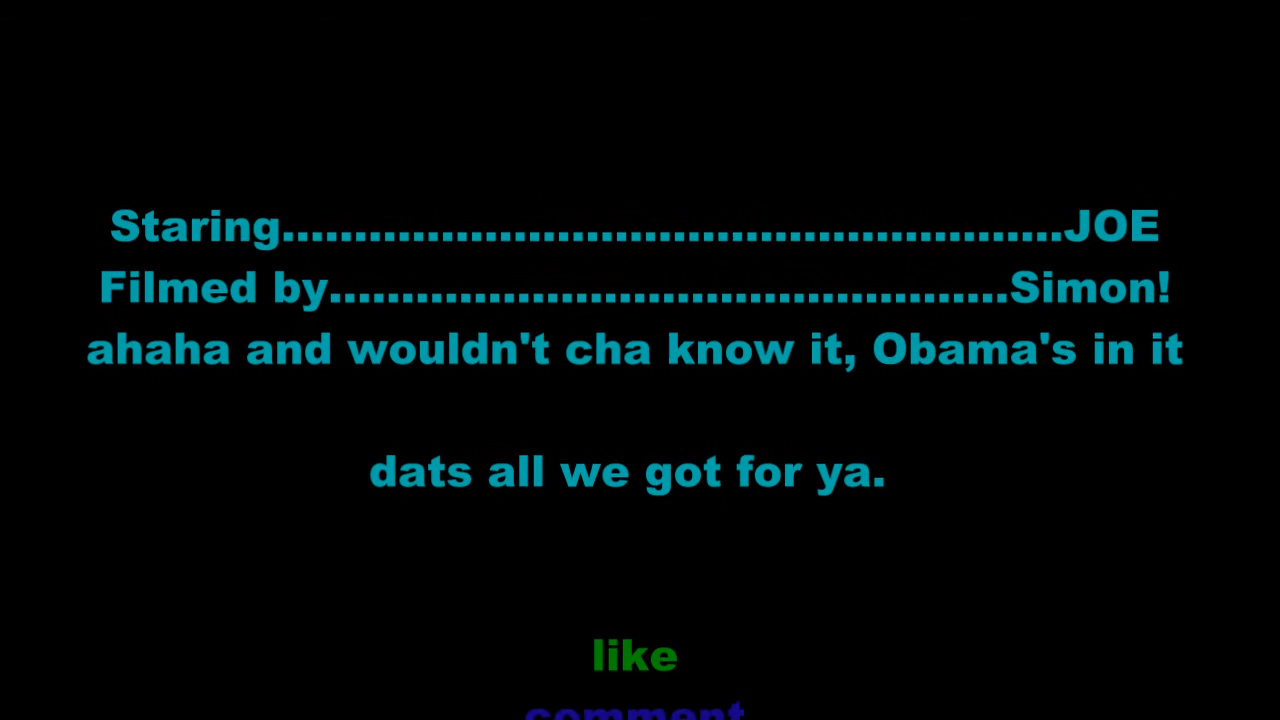 Staring......................................................JOE
Filmed by...............................................Simon!
ahaha and wouldn't cha know it, Obama's in it
dats all we got for ya.
like
comment